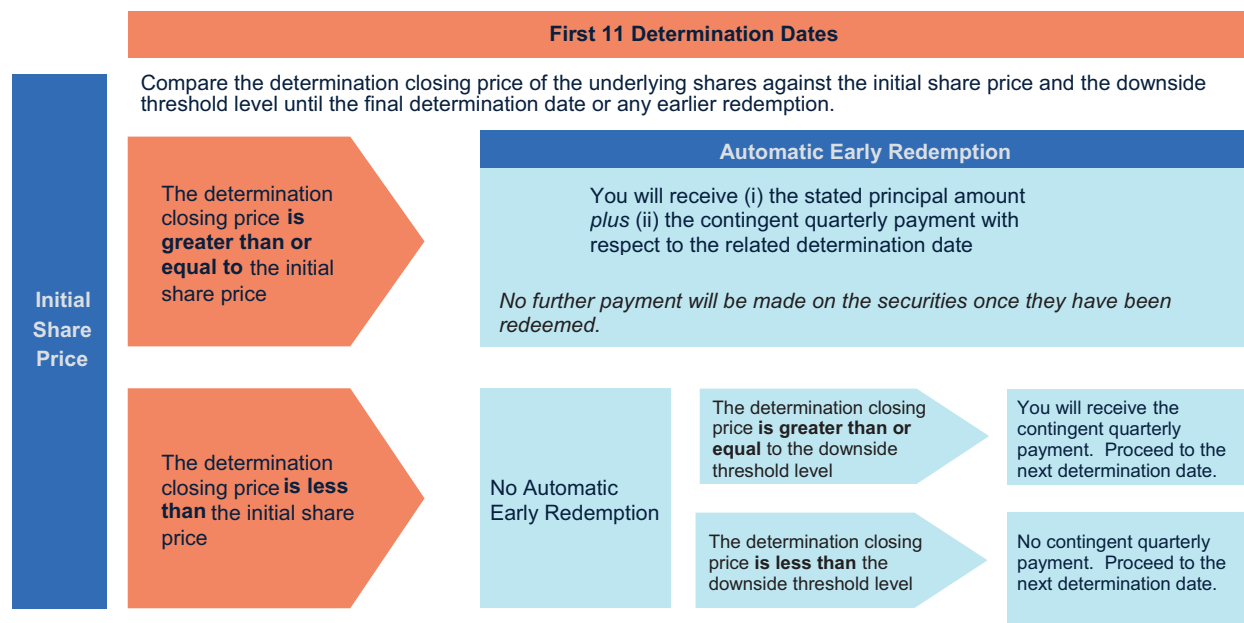 First 11 Determination Dates
Compare the determination closing price of the underlying shares against the initial share price and the downside
threshold level until the final determination date or any earlier redemption.
Initial
Share
Price
The determination
closing price is
greater than or
equal to the initial
share price
Automatic Early Redemption
You will receive (i) the stated principal amount
plus (ii) the contingent quarterly payment with
respect to the related determination date
No further payment will be made on the securities once they have been
redeemed.
The determination
closing price is less
than the initial share
price
No Automatic
Early Redemption
The determination closing
price is greater than or
equal to the downside
threshold level
You will receive the
contingent quarterly
payment. Proceed to the
next determination date.
The determination closing
price is less than the
downside threshold level
No contingent quarterly
payment. Proceed to the
next determination date.